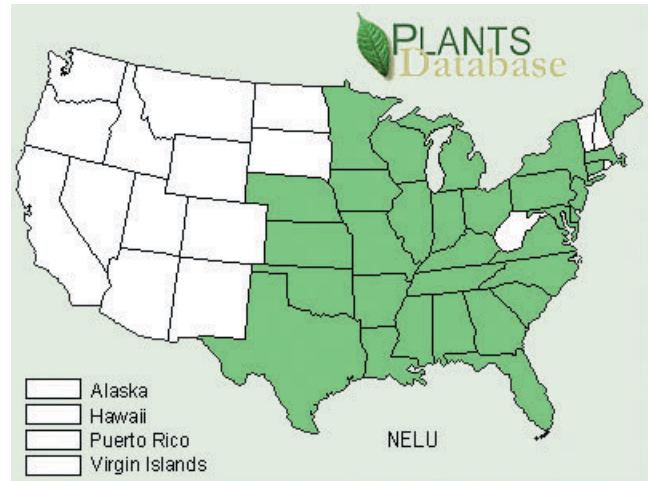 PLANTS
Database
Alaska
Hawaii
Puerto Rico
Virgin Islands
NELU